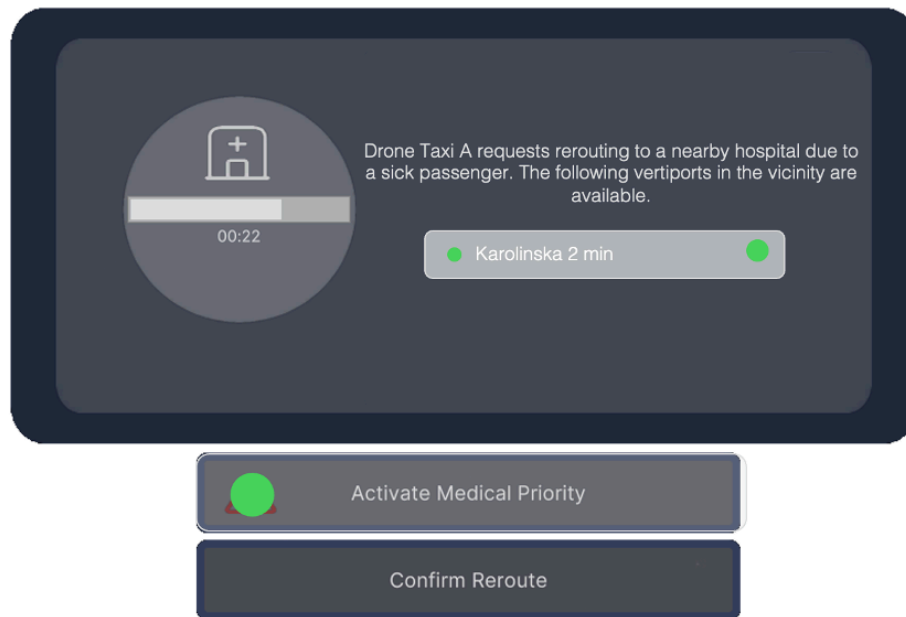 Drone Taxi A requests rerouting to a nearby hospital due to
a sick passenger. The following vertiports in the vicinity are
available.
00:22
Karolinska 2 min
Activate Medical Priority
Confirm Reroute